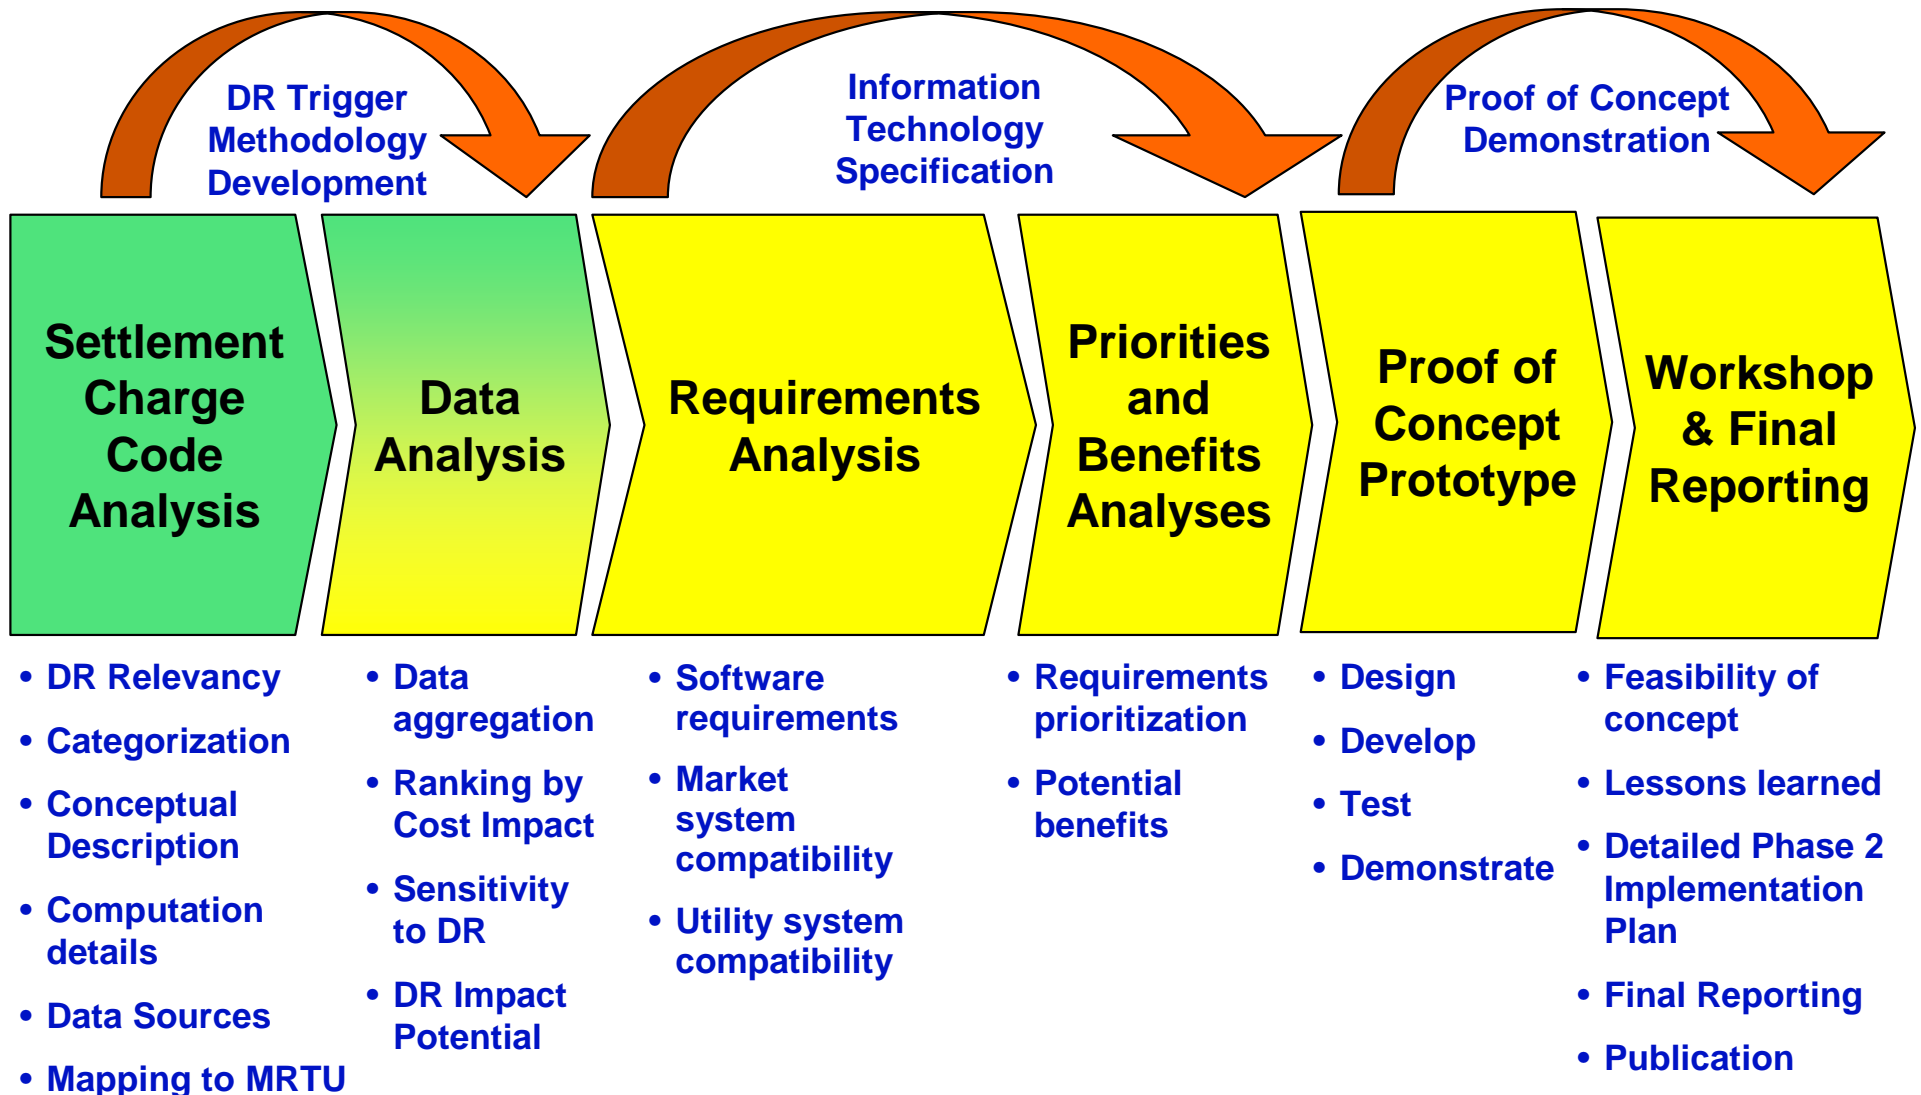 DR Trigger
Methodology
Development
Information
Technology
Specification
Proof of Concept
Demonstration
Settlement
Charge
Code
Analysis
Data
Analysis
Requirements
Analysis
Priorities
and
Benefits
Analyses
Proof of
Concept
Prototype
Workshop
& Final
Reporting
• DR Relevancy
• Categorization
• Conceptual
Description
• Computation
details
• Data Sources
• Mapping to MRTU
• Data
aggregation
• Ranking by
Cost Impact
• Sensitivity
to DR
• DR Impact
Potential
• Software
requirements
• Market
system
compatibility
• Utility system
compatibility
• Requirements
prioritization
• Potential
benefits
• Design
• Develop
• Test
• Demonstrate
• Feasibility of
concept
• Lessons learned
• Detailed Phase 2
Implementation
Plan
• Final Reporting
• Publication